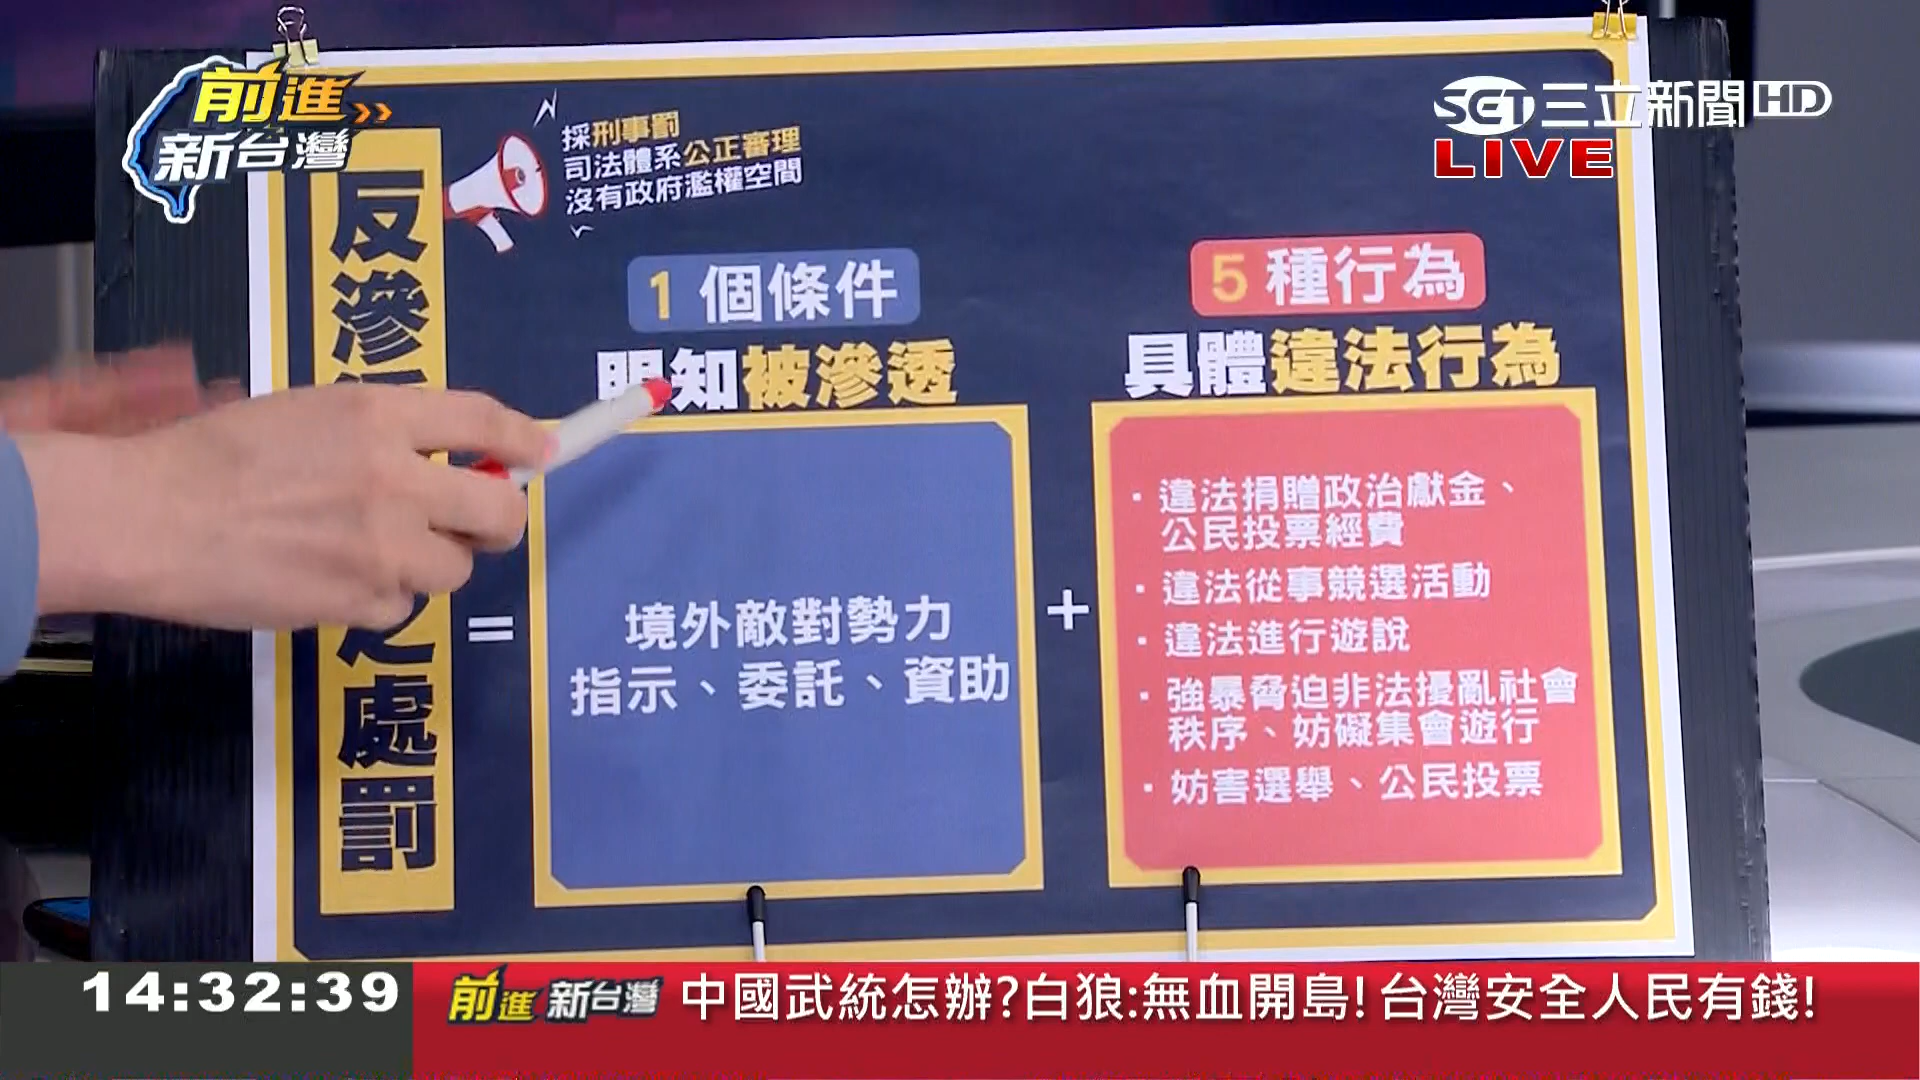 前進
新台灣
SET三立新聞HD
LIVE
採刑事罰
司法體系公正審理
沒有政府濫權空間
反滲
之處罰
=
1 個條件
明知被滲透
境外敵對勢力
指示、委託、資助
+
5 種行為
具體違法行為
· 違法捐贈政治獻金、
公民投票經費
· 違法從事競選活動
· 違法進行遊說
· 強暴脅迫非法擾亂社會
秩序、妨礙集會遊行
· 妨害選舉、公民投票
14:32:39
前進新台灣 中國武統怎辦?白狼:無血開島!台灣安全人民有錢!